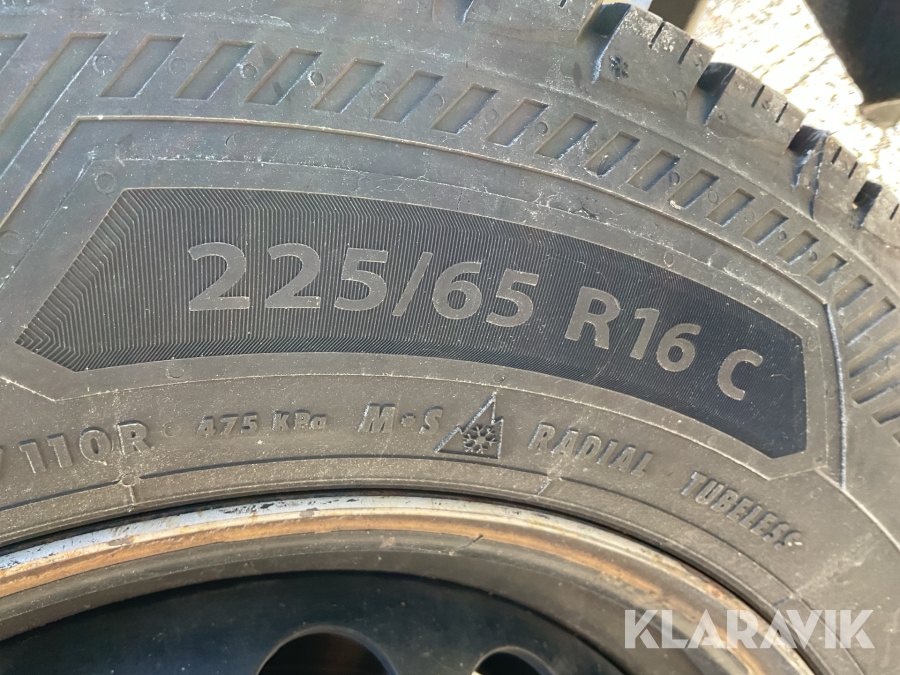 225/65 R16 C
/110R 475 KPa M•S RADIAL TUBELESS
KLARAVIK